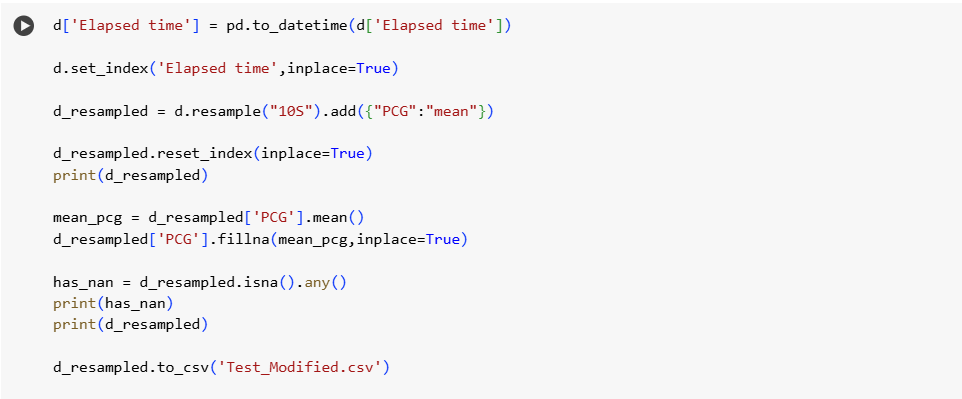 d['Elapsed time'] = pd.to_datetime(d['Elapsed time'])
d.set_index('Elapsed time',inplace=True)
d_resampled = d.resample("10S").add({"PCG":"mean"})
d_resampled.reset_index(inplace=True)
print(d_resampled)
mean_pcg = d_resampled['PCG'].mean()
d_resampled['PCG'].fillna(mean_pcg,inplace=True)
has_nan = d_resampled.isna().any()
print(has_nan)
print(d_resampled)
d_resampled.to_csv('Test_Modified.csv')